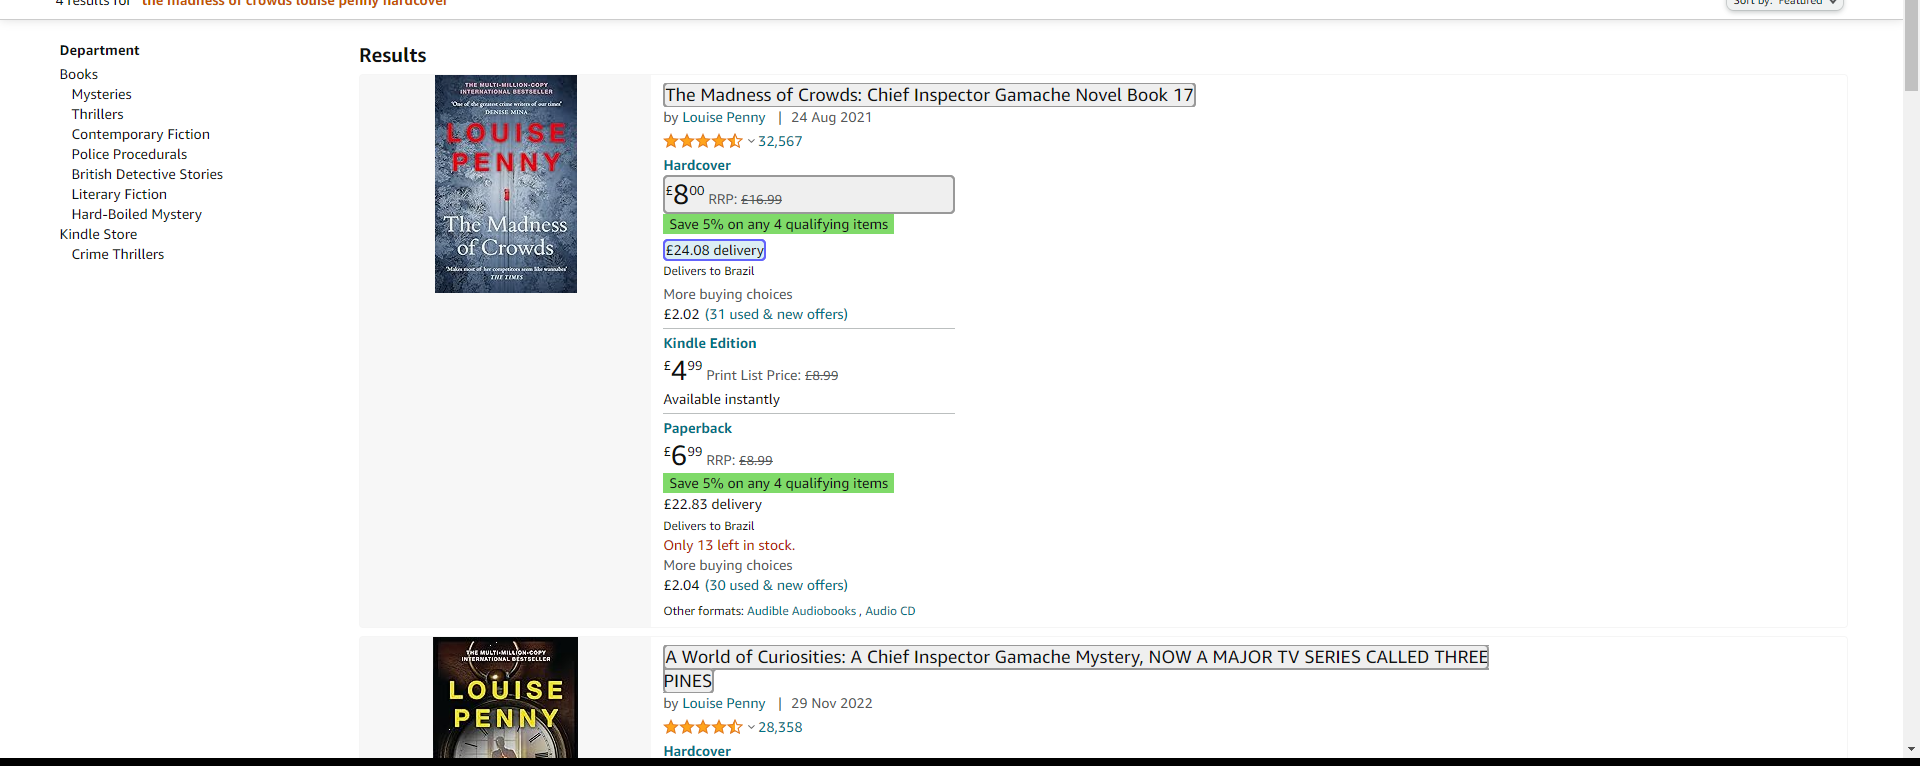 4 results for "the madness of crowds louise penny hardcover"
Sort by: Featured
Department
Books
Mysteries
Thrillers
Contemporary Fiction
Police Procedurals
British Detective Stories
Literary Fiction
Hard-Boiled Mystery
Kindle Store
Crime Thrillers
Results
THE MULTI-MILLION-COPY
INTERNATIONAL BESTSELLER
'One of the greatest crime writers of our times'
DENISE MINA
LOUISE
PENNY
The Madness
of Crowds
'Makes most of her competitors seem like wannabes'
THE TIMES
The Madness of Crowds: Chief Inspector Gamache Novel Book 17
by Louise Penny | 24 Aug 2021
32,567
Hardcover
£800 RRP: £16.99
Save 5% on any 4 qualifying items
£24.08 delivery
Delivers to Brazil
More buying choices
£2.02 (31 used & new offers)
Kindle Edition
£499 Print List Price: £8.99
Available instantly
Paperback
£699 RRP: £8.99
Save 5% on any 4 qualifying items
£22.83 delivery
Delivers to Brazil
Only 13 left in stock.
More buying choices
£2.04 (30 used & new offers)
Other formats: Audible Audiobooks , Audio CD
THE MULTI-MILLION-COPY
INTERNATIONAL BESTSELLER
LOUISE
PENNY
A World of Curiosities: A Chief Inspector Gamache Mystery, NOW A MAJOR TV SERIES CALLED THREE
PINES
by Louise Penny | 29 Nov 2022
28,358
Hardcover